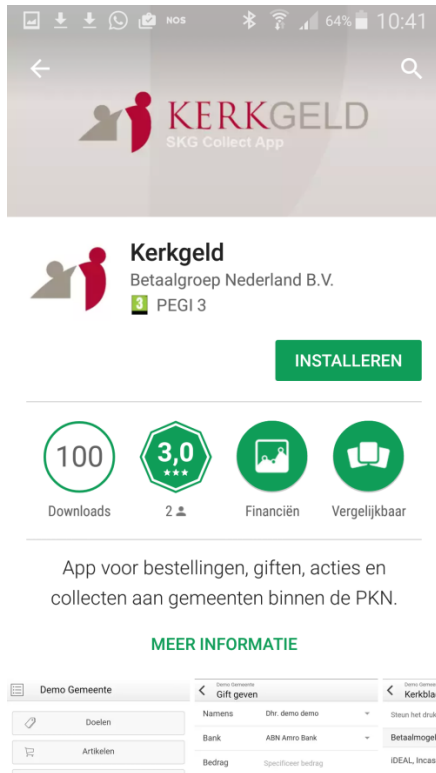 NOS 64% 10:41
KERKGELD
SKG Collect App
Kerkgeld
Betaalgroep Nederland B.V.
3 PEGI 3
INSTALLEREN
100
3,0
Downloads
2
Financiën
Vergelijkbaar
App voor bestellingen, giften, acties en
collecten aan gemeenten binnen de PKN.
MEER INFORMATIE
Demo Gemeente
Doelen
Artikelen
Demo Gemeente
Gift geven
Namens Dhr. demo demo
Bank ABN Amro Bank
Bedrag Specificeer bedrag
Demo
Kerkbla
Steun het druk
Betaalmogel
iDEAL, Incas